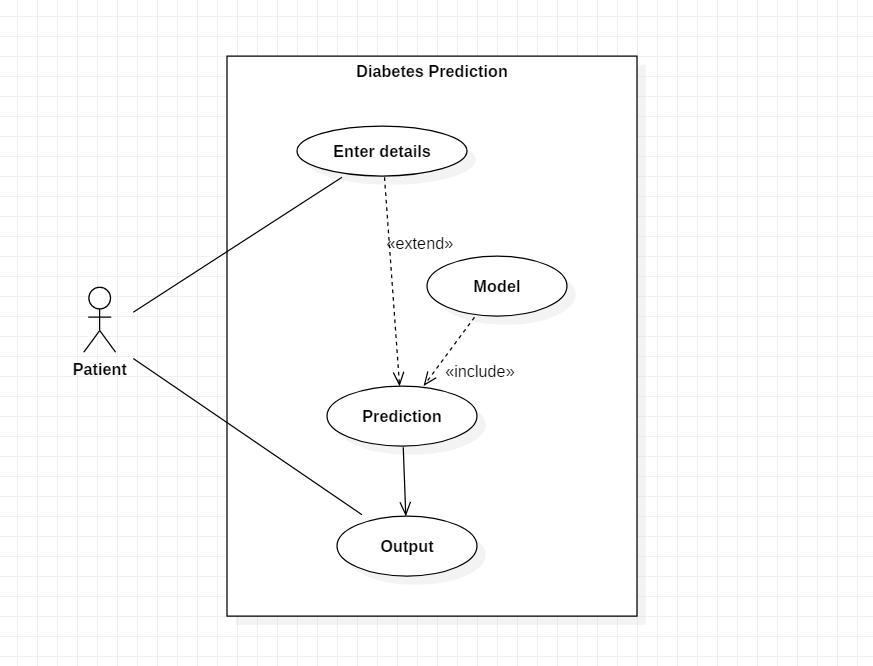 Diabetes Prediction
Enter details
«extend»
Model
Patient
«include»
Prediction
Output